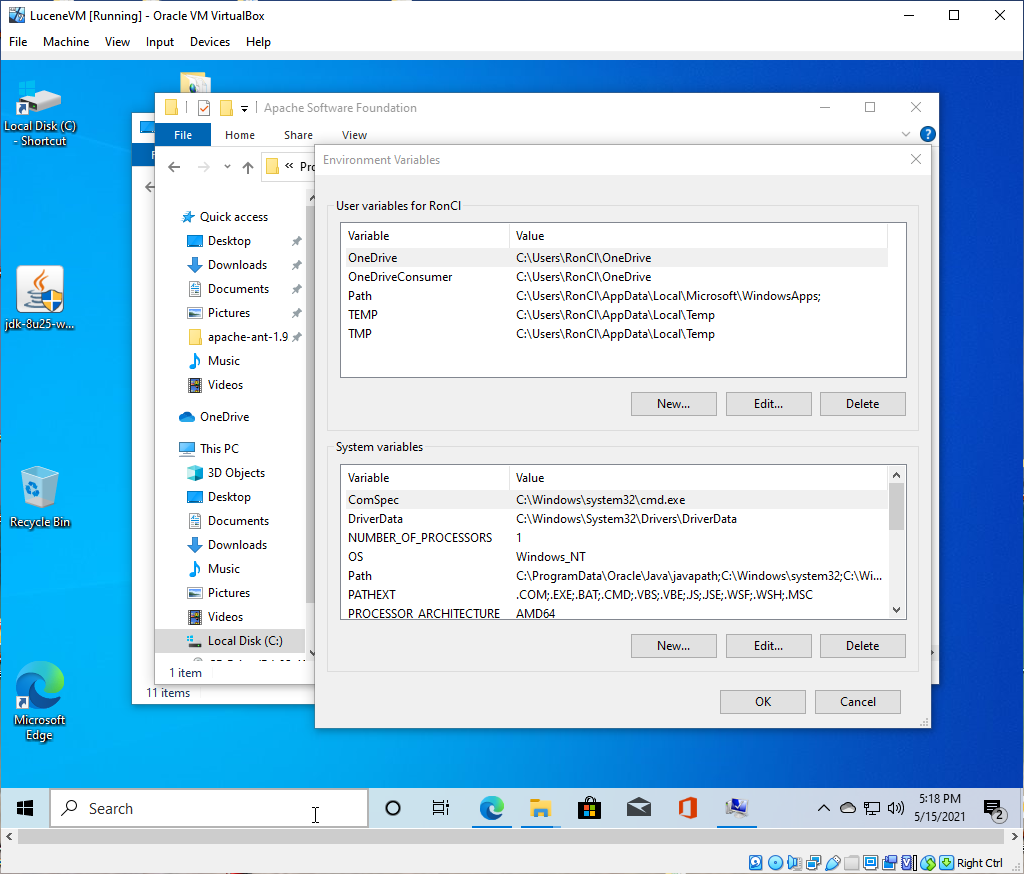 LuceneVM [Running] - Oracle VM VirtualBox
File Machine View Input Devices Help
Local Disk (C)
- Shortcut
jdk-8u25-w...
Recycle Bin
Microsoft
Edge
Apache Software Foundation
File Home Share View
?
« Pro
Quick access
Desktop
Downloads
Documents
Pictures
apache-ant-1.9
Music
Videos
OneDrive
This PC
3D Objects
Desktop
Documents
Downloads
Music
Pictures
Videos
Local Disk (C:)
1 item
11 items
Environment Variables
User variables for RonCl
Variable Value
OneDrive C:\Users\RonCl\OneDrive
OneDriveConsumer C:\Users\RonCl\OneDrive
Path C:\Users\RonCl\AppData\Local\Microsoft\WindowsApps;
TEMP C:\Users\RonCl\AppData\Local\Temp
TMP C:\Users\RonCl\AppData\Local\Temp
New... Edit... Delete
System variables
Variable Value
ComSpec C:\Windows\system32\cmd.exe
DriverData C:\Windows\System32\Drivers\DriverData
NUMBER_OF_PROCESSORS 1
OS Windows_NT
Path C:\ProgramData\Oracle\Java\javapath;C:\Windows\system32;C:\Wi...
PATHEXT .COM;.EXE;.BAT;.CMD;.VBS;.VBE;.JS;.JSE;.WSF;.WSH;.MSC
PROCESSOR_ARCHITECTURE AMD64
New... Edit... Delete
OK Cancel
Search
5:18 PM
5/15/2021
2
Right Ctrl